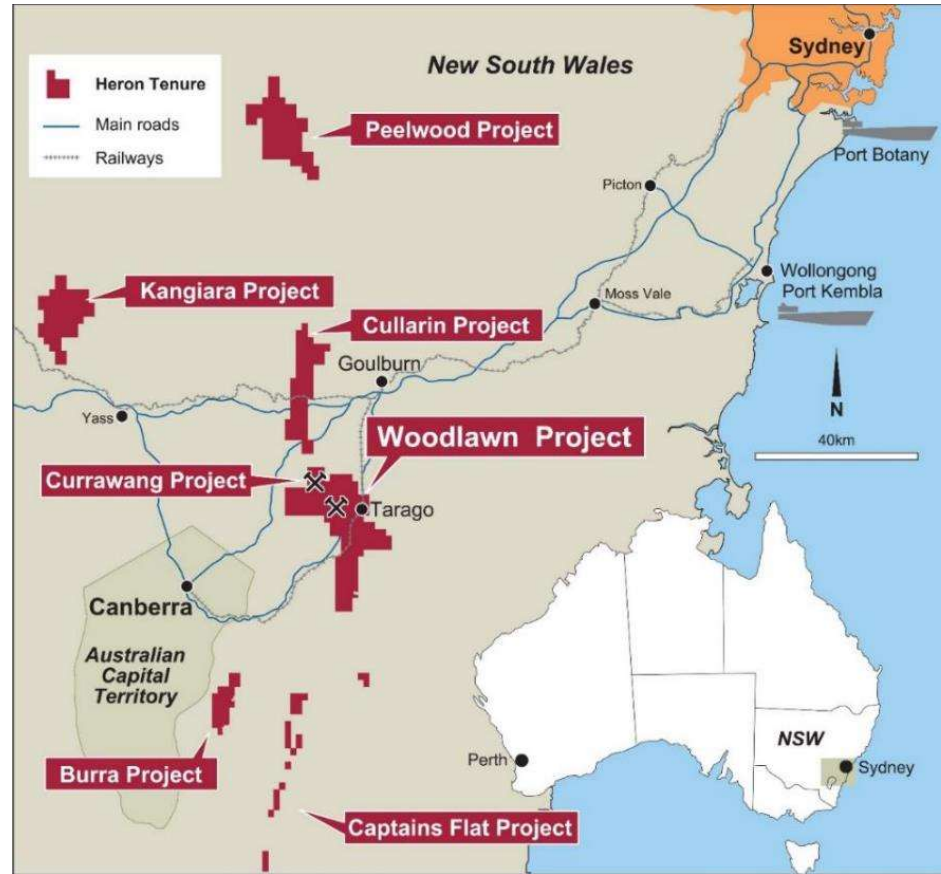 Sydney
New South Wales
Heron Tenure
Main roads
Railways
Peelwood Project
Port Botany
Picton
Wollongong
Port Kembla
Kangiara Project
Moss Vale
Cullarin Project
Goulburn
N
40km
Yass
Woodlawn Project
Currawang Project
Tarago
Canberra
Australian
Capital
Territory
NSW
Perth
Sydney
Burra Project
Captains Flat Project